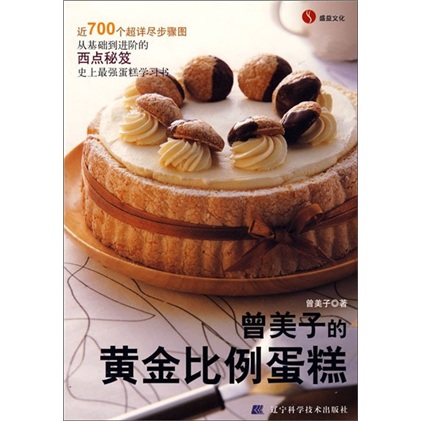 盛益文化
近700个超详尽步骤图
从基础到进阶的
西点秘笈
史上最强蛋糕学习书
曾美子◎著
曾美子的
黄金比例蛋糕
辽宁科学技术出版社